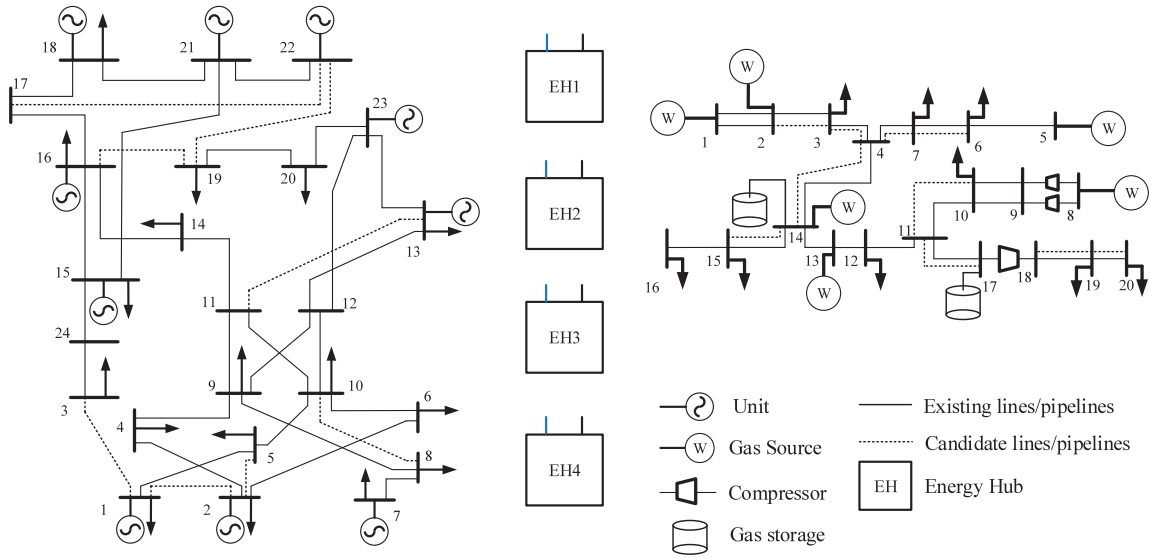 18
21
22
17
23
16
19
20
14
13
15
11
12
24
9
10
6
3
4
5
8
1
2
7
EH1
EH2
EH3
EH4
W
W
1
2
3
4
7
6
5
W
W
10
9
8
W
14
11
16
15
13
12
17
18
19
20
W
Unit
W
Gas Source
Compressor
Gas storage
Existing lines/pipelines
Candidate lines/pipelines
EH
Energy Hub